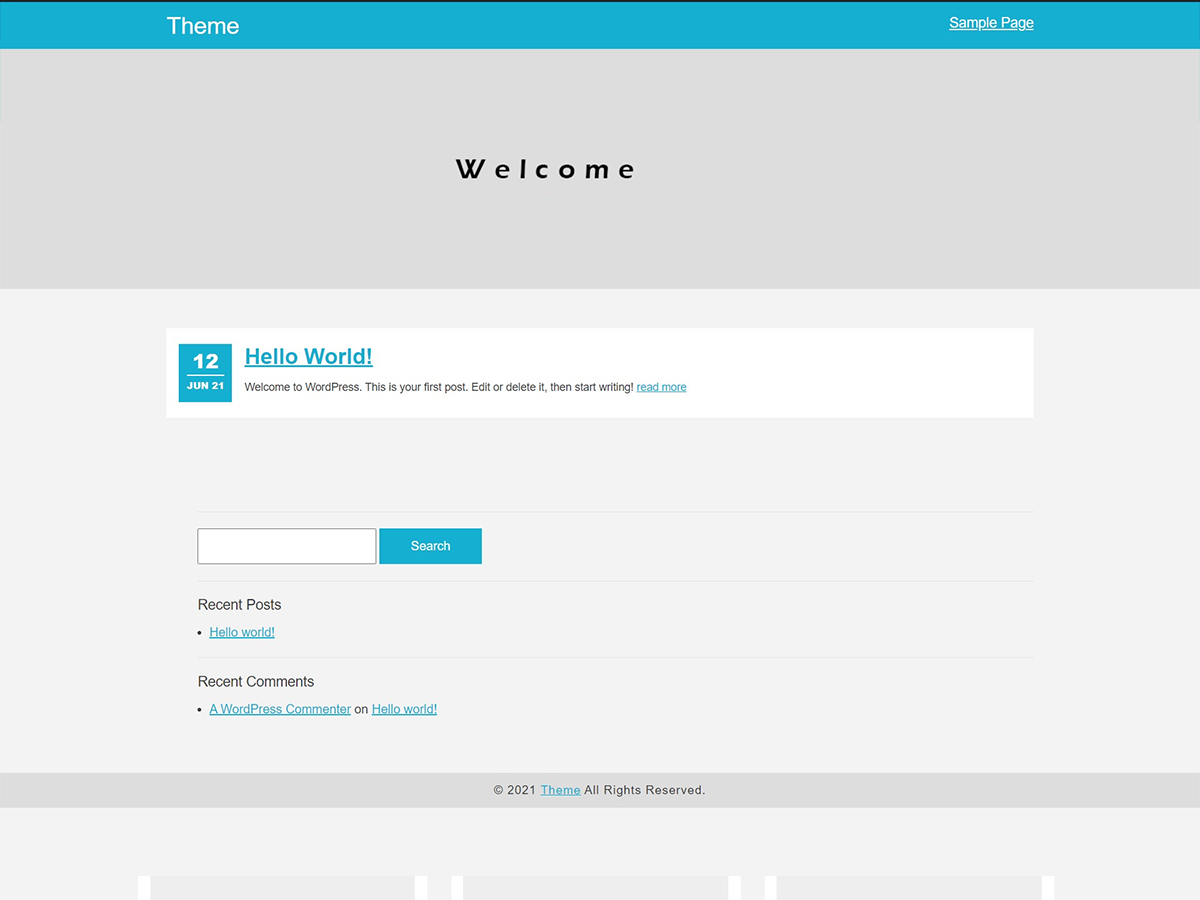 Theme
Sample Page
Welcome
12
JUN 21
Hello World!
Welcome to WordPress. This is your first post. Edit or delete it, then start writing! read more
Search
Recent Posts
Hello world!
Recent Comments
A WordPress Commenter on Hello world!
© 2021 Theme All Rights Reserved.